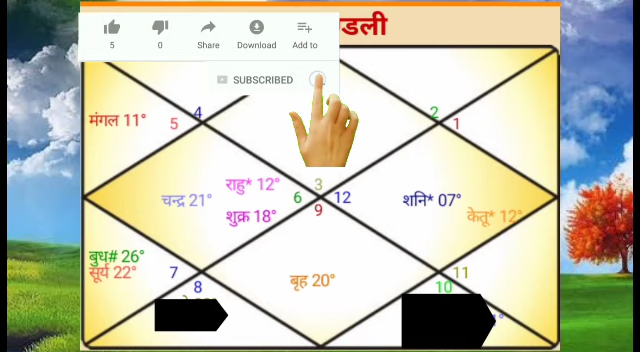 डली
5 0 Share Download Add to
SUBSCRIBED
मंगल 11°
5
4
2
1
राहु* 12°
3
चन्द्र 21°
6
12
शनि* 07°
शुक्र 18°
9
केतू* 12°
बुध# 26°
सूर्य 22°
7
8
बृह 20°
11
10